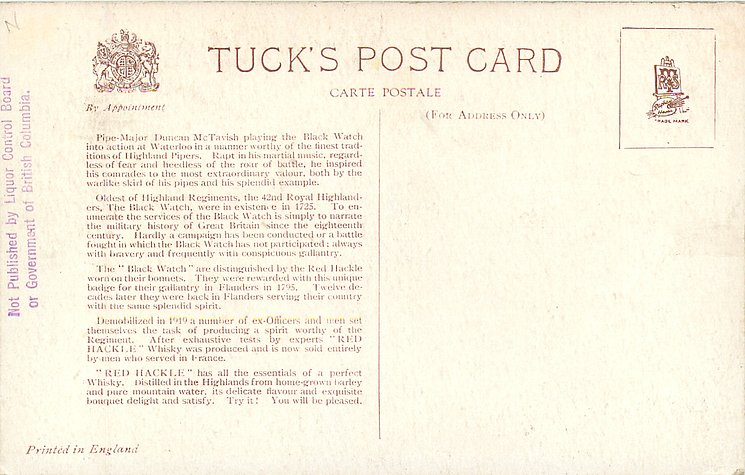 Not Published by Liquor Control Board
or Government of British Columbia.
By Appointment
TUCK'S POST CARD
CARTE POSTALE
(FOR ADDRESS ONLY)
TRADE MARK
Pipe-Major Duncan McTavish playing the Black Watch
into action at Waterloo in a manner worthy of the finest trad-
itions of Highland Pipers. Rapt in his martial music, regard-
less of fear and heedless of the roar of battle, he inspired
his comrades to the most extraordinary valour, both by the
warlike skirl of his pipes and his splendid example.
Oldest of Highland Regiments, the 42nd Royal Highland-
ers, The Black Watch, were in existence in 1725. To en-
numerate the services of the Black Watch is simply to narrate
the military history of Great Britain since the eighteenth
century. Hardly a campaign has been conducted or a battle
fought in which the Black Watch has not participated: always
with bravery and frequently with conspicuous gallantry.
The "Black Watch" are distinguished by the Red Hackle
worn on their bonnets. They were rewarded with this unique
badge for their gallantry in Flanders in 1795. Twelve de-
cades later they were back in Flanders serving their country
with the same splendid spirit.
Demobilized in 1919 a number of ex-Officers and men set
themselves the task of producing a spirit worthy of the
Regiment. After exhaustive tests by experts "RED
HACKLE" Whisky was produced and is now sold entirely
by men who served in France.
"RED HACKLE" has all the essentials of a perfect
Whisky. Distilled in the Highlands from home-grown barley
and pure mountain water, its delicate flavour and exquisite
bouquet delight and satisfy. Try it! You will be pleased.
Printed in England